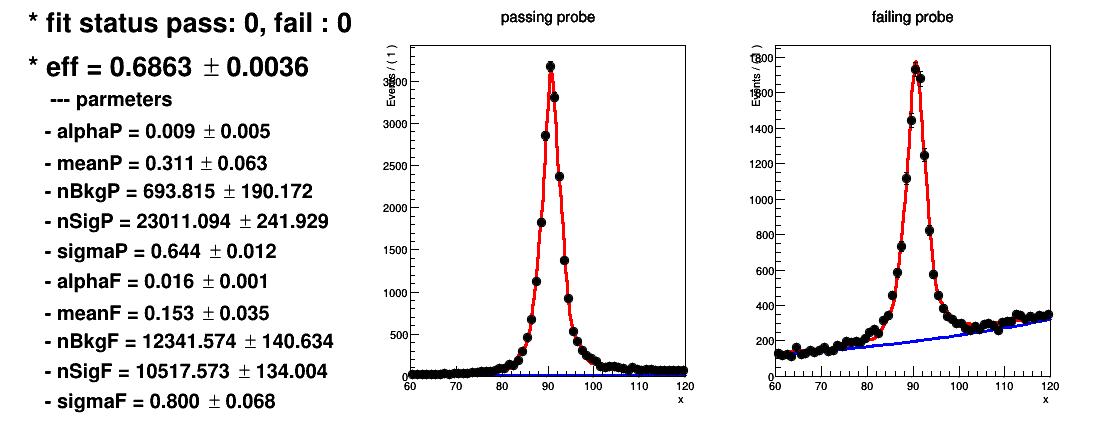 * fit status pass: 0, fail : 0
* eff = 0.6863 ± 0.0036
--- parmeters
- alphaP = 0.009 ± 0.005
- meanP = 0.311 ± 0.063
- nBkgP = 693.815 ± 190.172
- nSigP = 23011.094 ± 241.929
- sigmaP = 0.644 ± 0.012
- alphaF = 0.016 ± 0.001
- meanF = 0.153 ± 0.035
- nBkgF = 12341.574 ± 140.634
- nSigF = 10517.573 ± 134.004
- sigmaF = 0.800 ± 0.068
passing probe
Events / ( 1 )
3500
3000
2500
2000
1500
1000
500
0
60 70 80 90 100 110 120
x
failing probe
Events / ( 1 )
1800
1600
1400
1200
1000
800
600
400
200
0
60 70 80 90 100 110 120
x